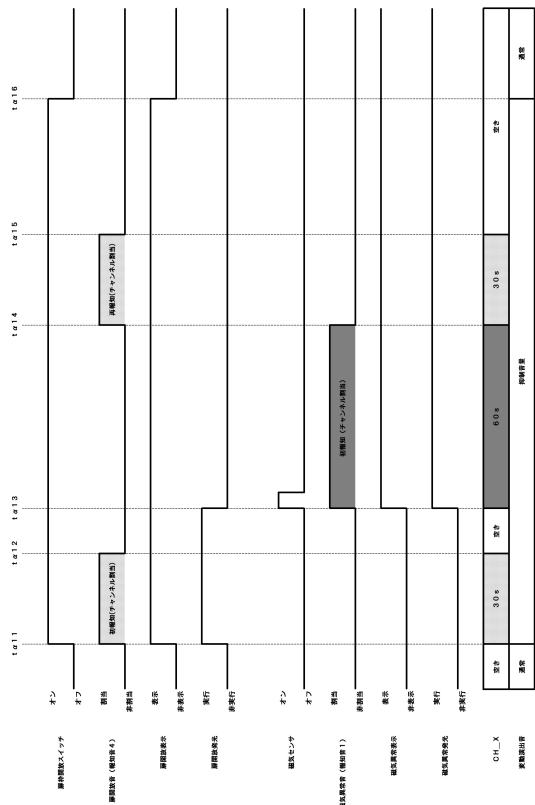 tα11
tα12
tα13
tα14
tα15
tα16
扉枠開放スイッチ
オン
オフ
扉開放音（報知音4）
割当
非割当
初報知(チャンネル割当)
再報知(チャンネル割当)
扉開放表示
表示
非表示
扉開放発光
実行
非実行
磁気センサ
オン
オフ
磁気異常音（報知音1）
割当
非割当
初報知（チャンネル割当）
磁気異常表示
表示
非表示
磁気異常発光
実行
非実行
CH_X
空き
30s
空き
60s
30s
空き
変動演出音
通常
抑制音量
通常